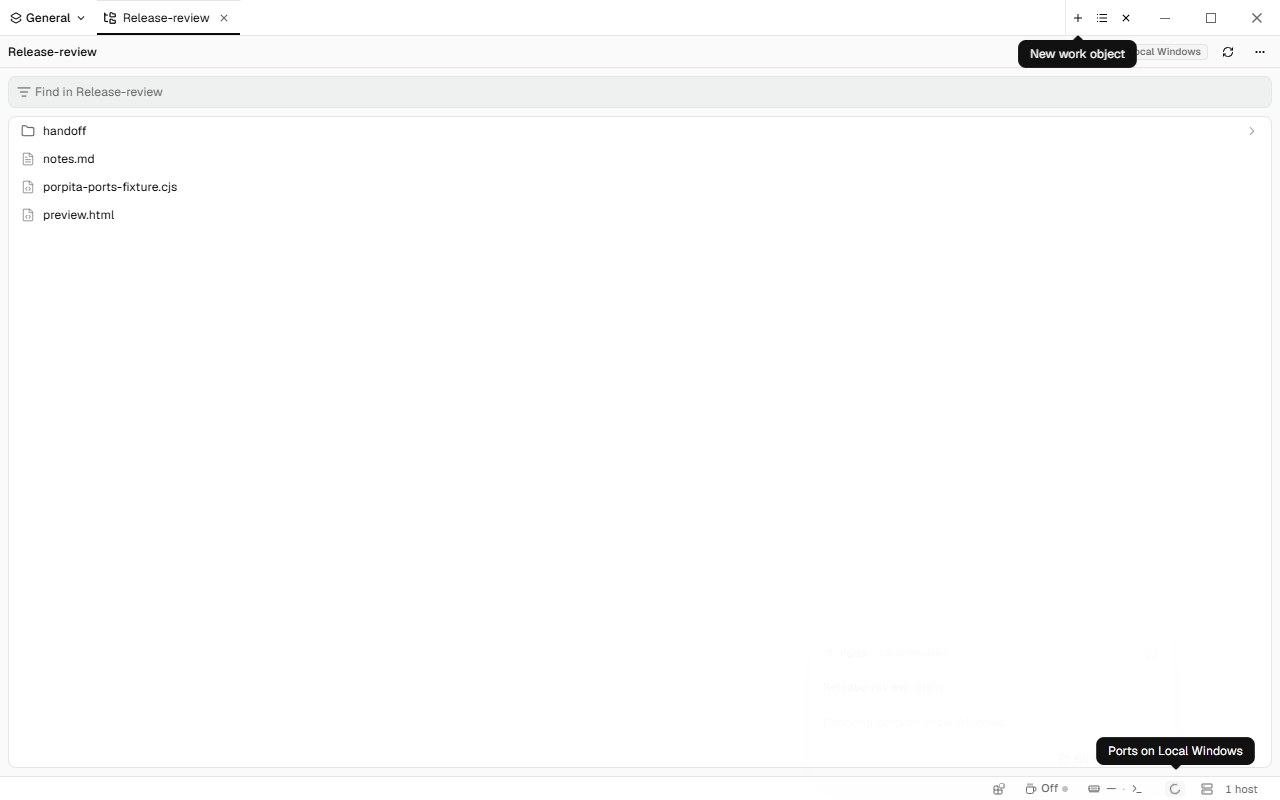 General
Release-review
Release-review
New work object
ocal Windows
Find in Release-review
handoff
notes.md
porpita-ports-fixture.cjs
preview.html
Ports on Local Windows
Off
1 host